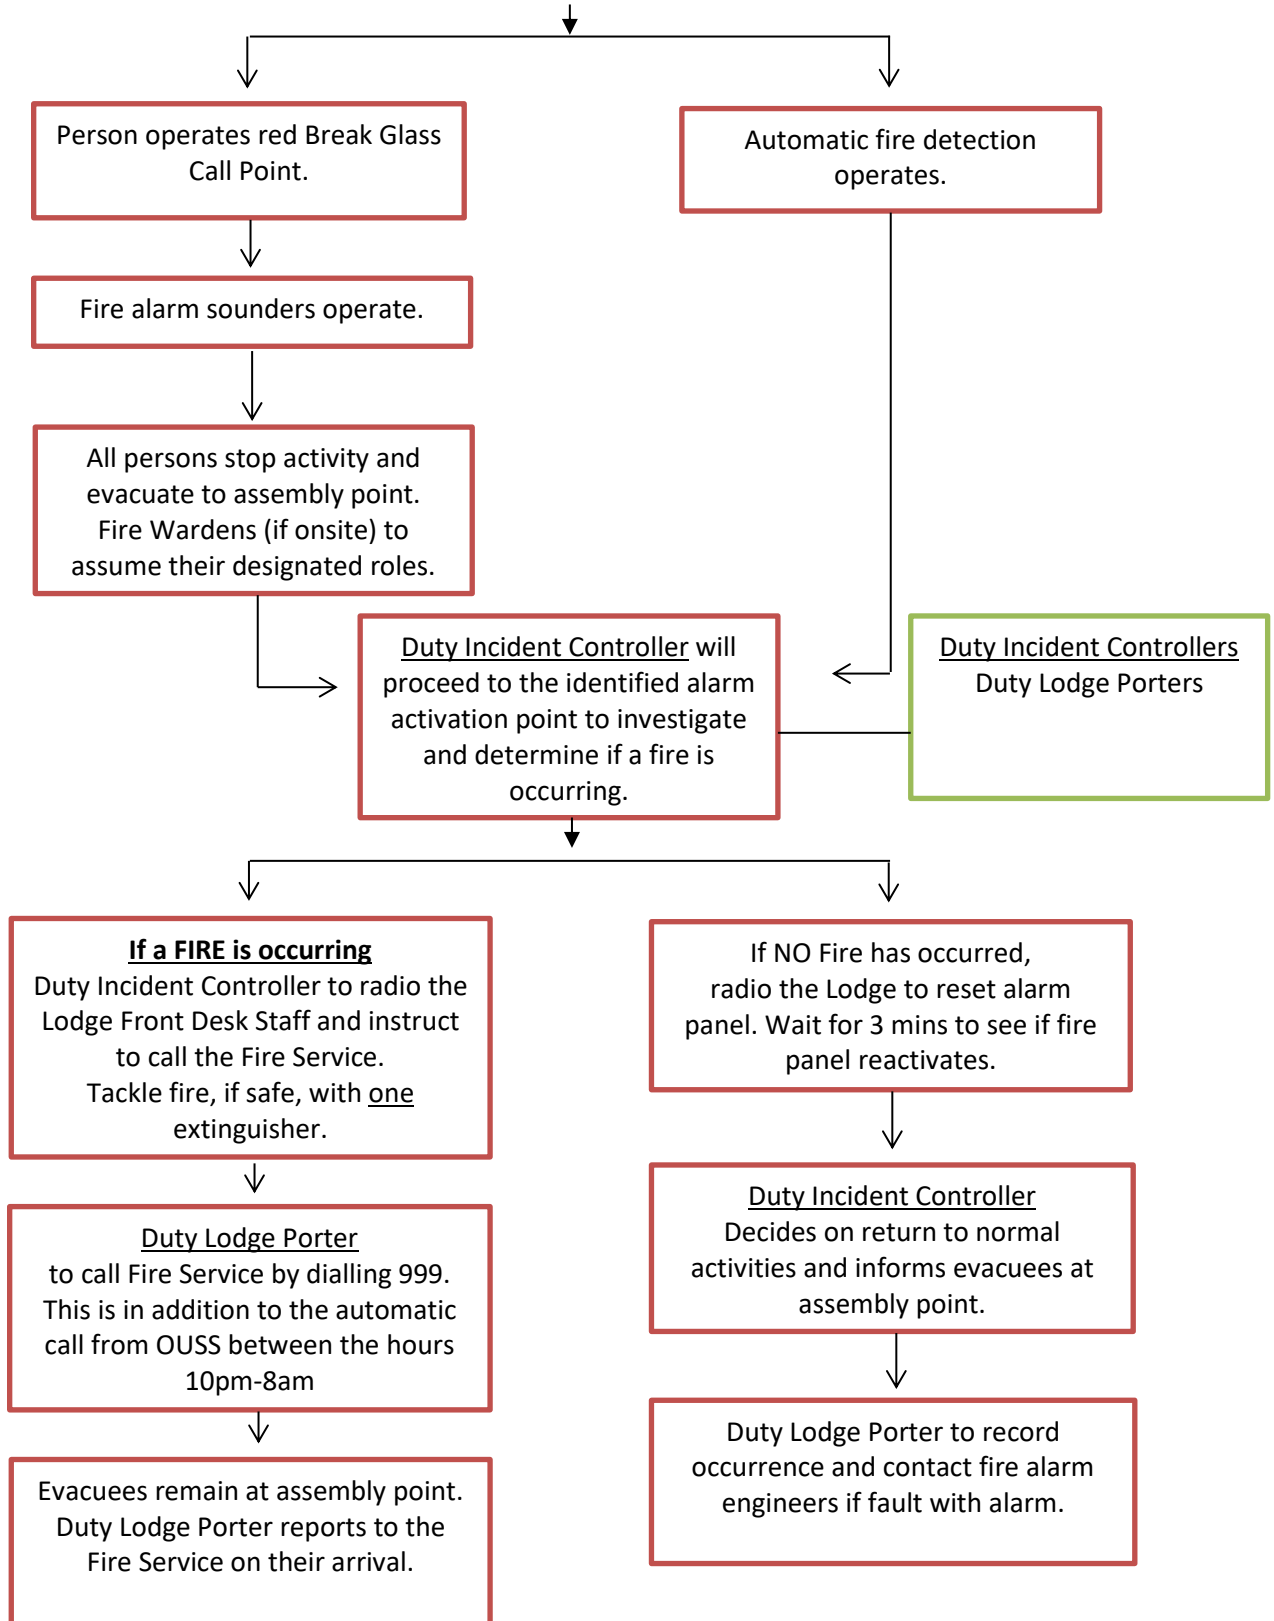 Person operates red Break Glass
Call Point.
Automatic fire detection
operates.
Fire alarm sounders operate.
All persons stop activity and
evacuate to assembly point.
Fire Wardens (if onsite) to
assume their designated roles.
Duty Incident Controller will
proceed to the identified alarm
activation point to investigate
and determine if a fire is
occurring.
Duty Incident Controllers
Duty Lodge Porters
If a FIRE is occurring
Duty Incident Controller to radio the
Lodge Front Desk Staff and instruct
to call the Fire Service.
Tackle fire, if safe, with one
extinguisher.
If NO Fire has occurred,
radio the Lodge to reset alarm
panel. Wait for 3 mins to see if fire
panel reactivates.
Duty Lodge Porter
to call Fire Service by dialling 999.
This is in addition to the automatic
call from OUSS between the hours
10pm-8am
Duty Incident Controller
Decides on return to normal
activities and informs evacuees at
assembly point.
Evacuees remain at assembly point.
Duty Lodge Porter reports to the
Fire Service on their arrival.
Duty Lodge Porter to record
occurrence and contact fire alarm
engineers if fault with alarm.